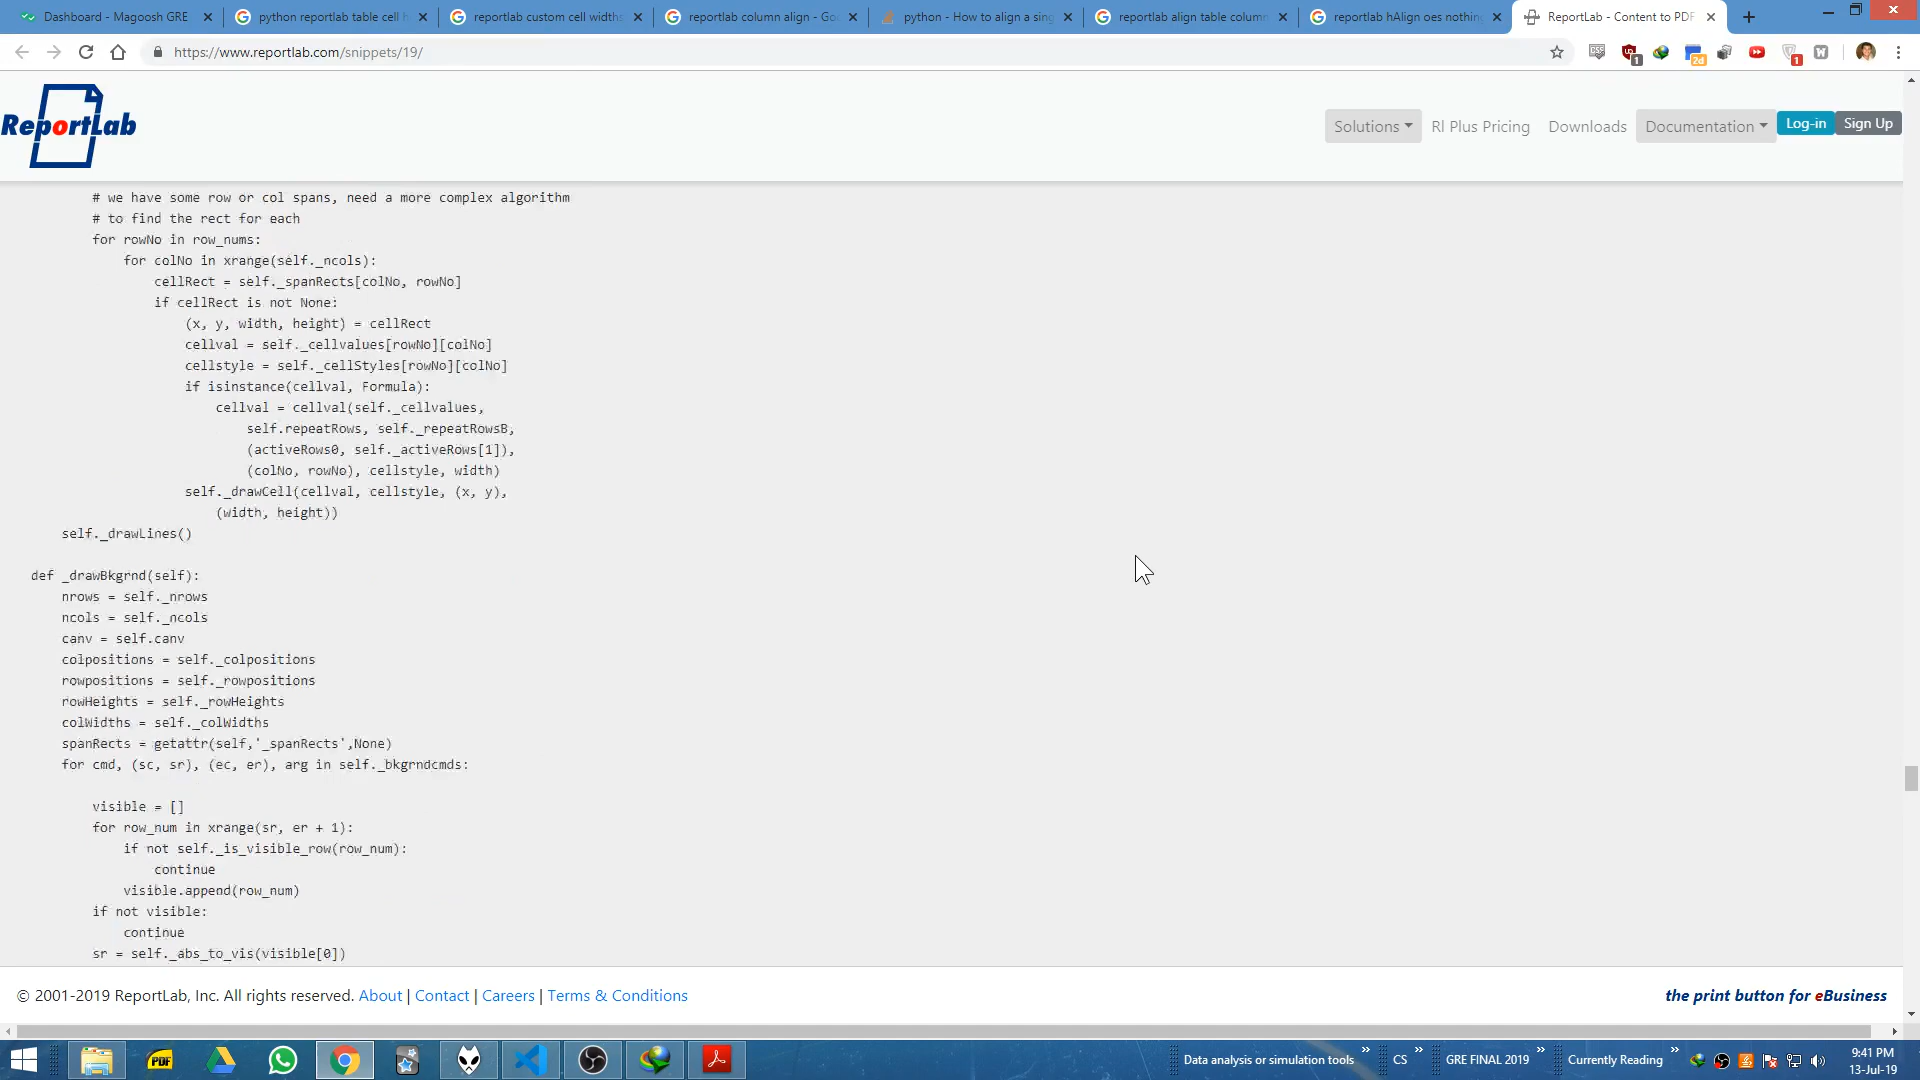 Dashboard - Magoosh GRE
python reportlab table cell h
reportlab custom cell widths
reportlab column align - Go
python - How to align a sing
reportlab align table column
reportlab hAlign oes nothin
ReportLab - Content to PDF
https://www.reportlab.com/snippets/19/
ReportLab
Solutions
Rl Plus Pricing
Downloads
Documentation
Log-in
Sign Up
# we have some row or col spans, need a more complex algorithm
# to find the rect for each
for rowNo in row_nums:
for colNo in xrange(self._ncols):
cellRect = self._spanRects[colNo, rowNo]
if cellRect is not None:
(x, y, width, height) = cellRect
cellval = self._cellvalues[rowNo][colNo]
cellstyle = self._cellStyles[rowNo][colNo]
if isinstance(cellval, Formula):
cellval = cellval(self._cellvalues,
self.repeatRows, self._repeatRowsB,
(activeRows0, self._activeRows[1]),
(colNo, rowNo), cellstyle, width)
self._drawCell(cellval, cellstyle, (x, y),
(width, height))
self._drawLines()
def _drawBkgrnd(self):
nrows = self._nrows
ncols = self._ncols
canv = self.canv
colpositions = self._colpositions
rowpositions = self._rowpositions
rowHeights = self._rowHeights
colWidths = self._colWidths
spanRects = getattr(self,'_spanRects',None)
for cmd, (sc, sr), (ec, er), arg in self._bkgrndcmds:
visible = []
for row_num in xrange(sr, er + 1):
if not self._is_visible_row(row_num):
continue
visible.append(row_num)
if not visible:
continue
sr = self._abs_to_vis(visible[0])
© 2001-2019 ReportLab, Inc. All rights reserved. About | Contact | Careers | Terms & Conditions
the print button for eBusiness
PDF
Data analysis or simulation tools
CS
GRE FINAL 2019
Currently Reading
9:41 PM
13-Jul-19